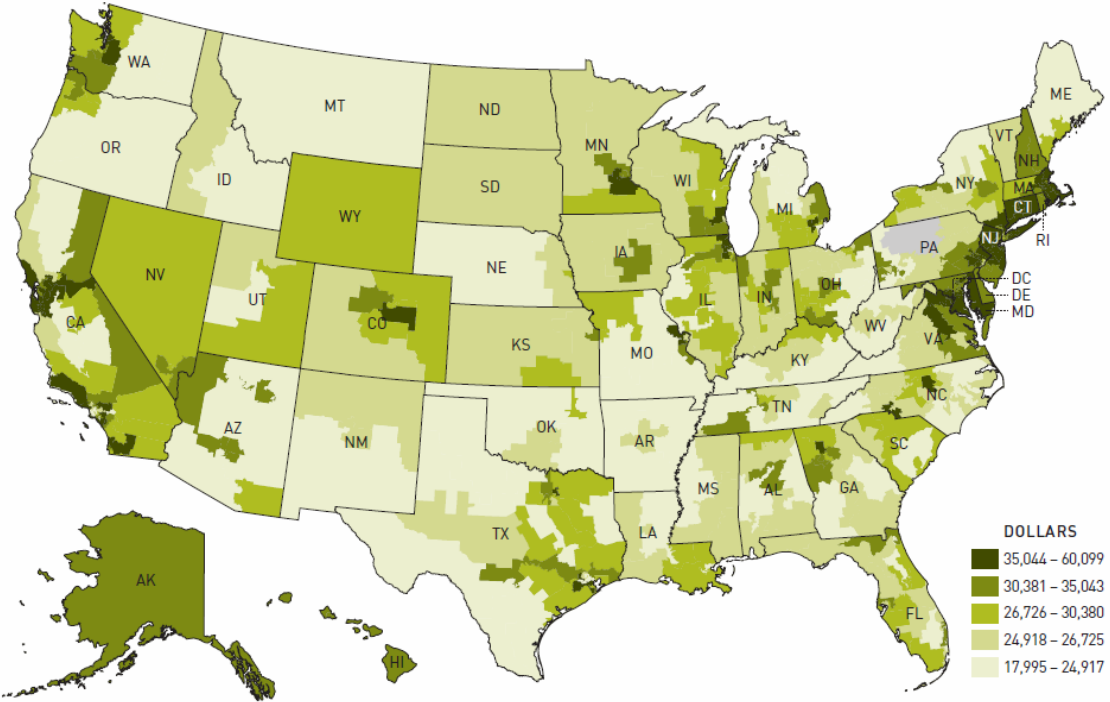 WA
MT
ND
MN
ME
VT
NH
OR
ID
SD
WI
NY
MA
CT
RI
WY
MI
IA
PA
NJ
NE
NV
UT
CO
IL
IN
OH
DC
DE
MD
CA
KS
MO
WV
VA
KY
AZ
NM
OK
AR
TN
NC
SC
TX
LA
MS
AL
GA
FL
AK
HI
DOLLARS
35,044 – 60,099
30,381 – 35,043
26,726 – 30,380
24,918 – 26,725
17,995 – 24,917